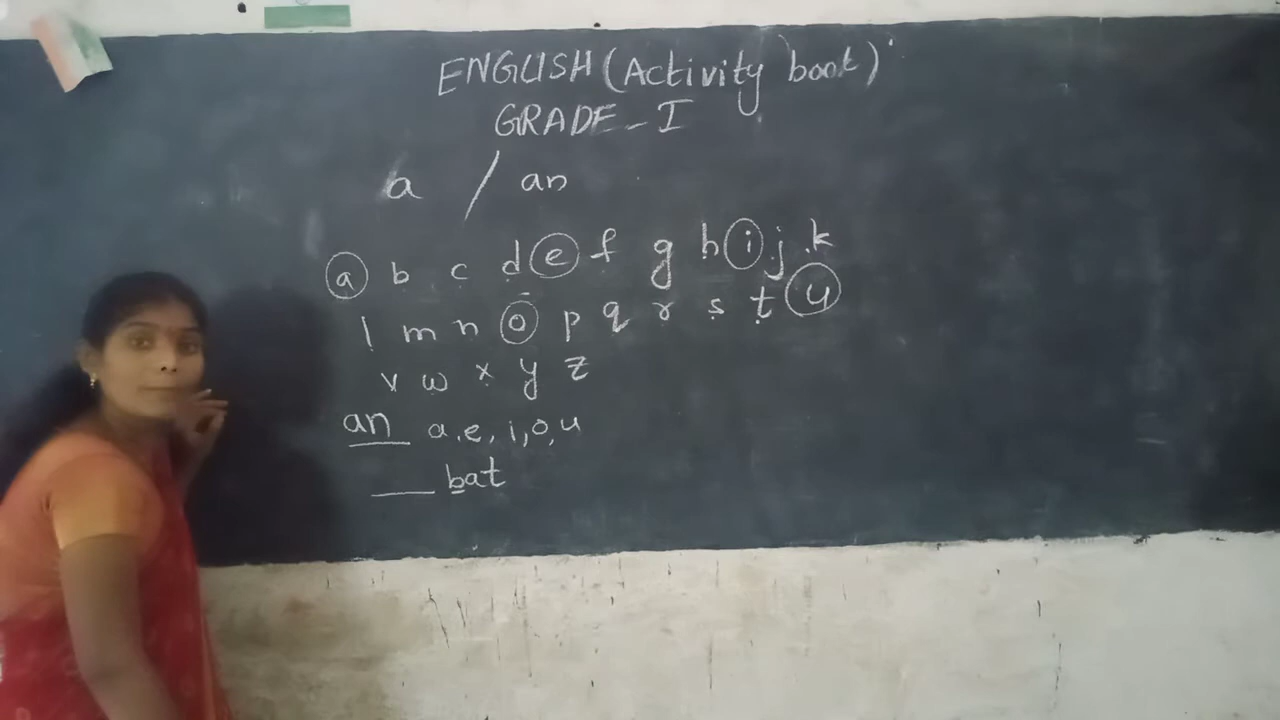 ENGLISH (Activity book)
GRADE - I
a / an
a b c d e f g h i j k
l m n o p q r s t u
v w x y z
an a, e, i, o, u
___ bat